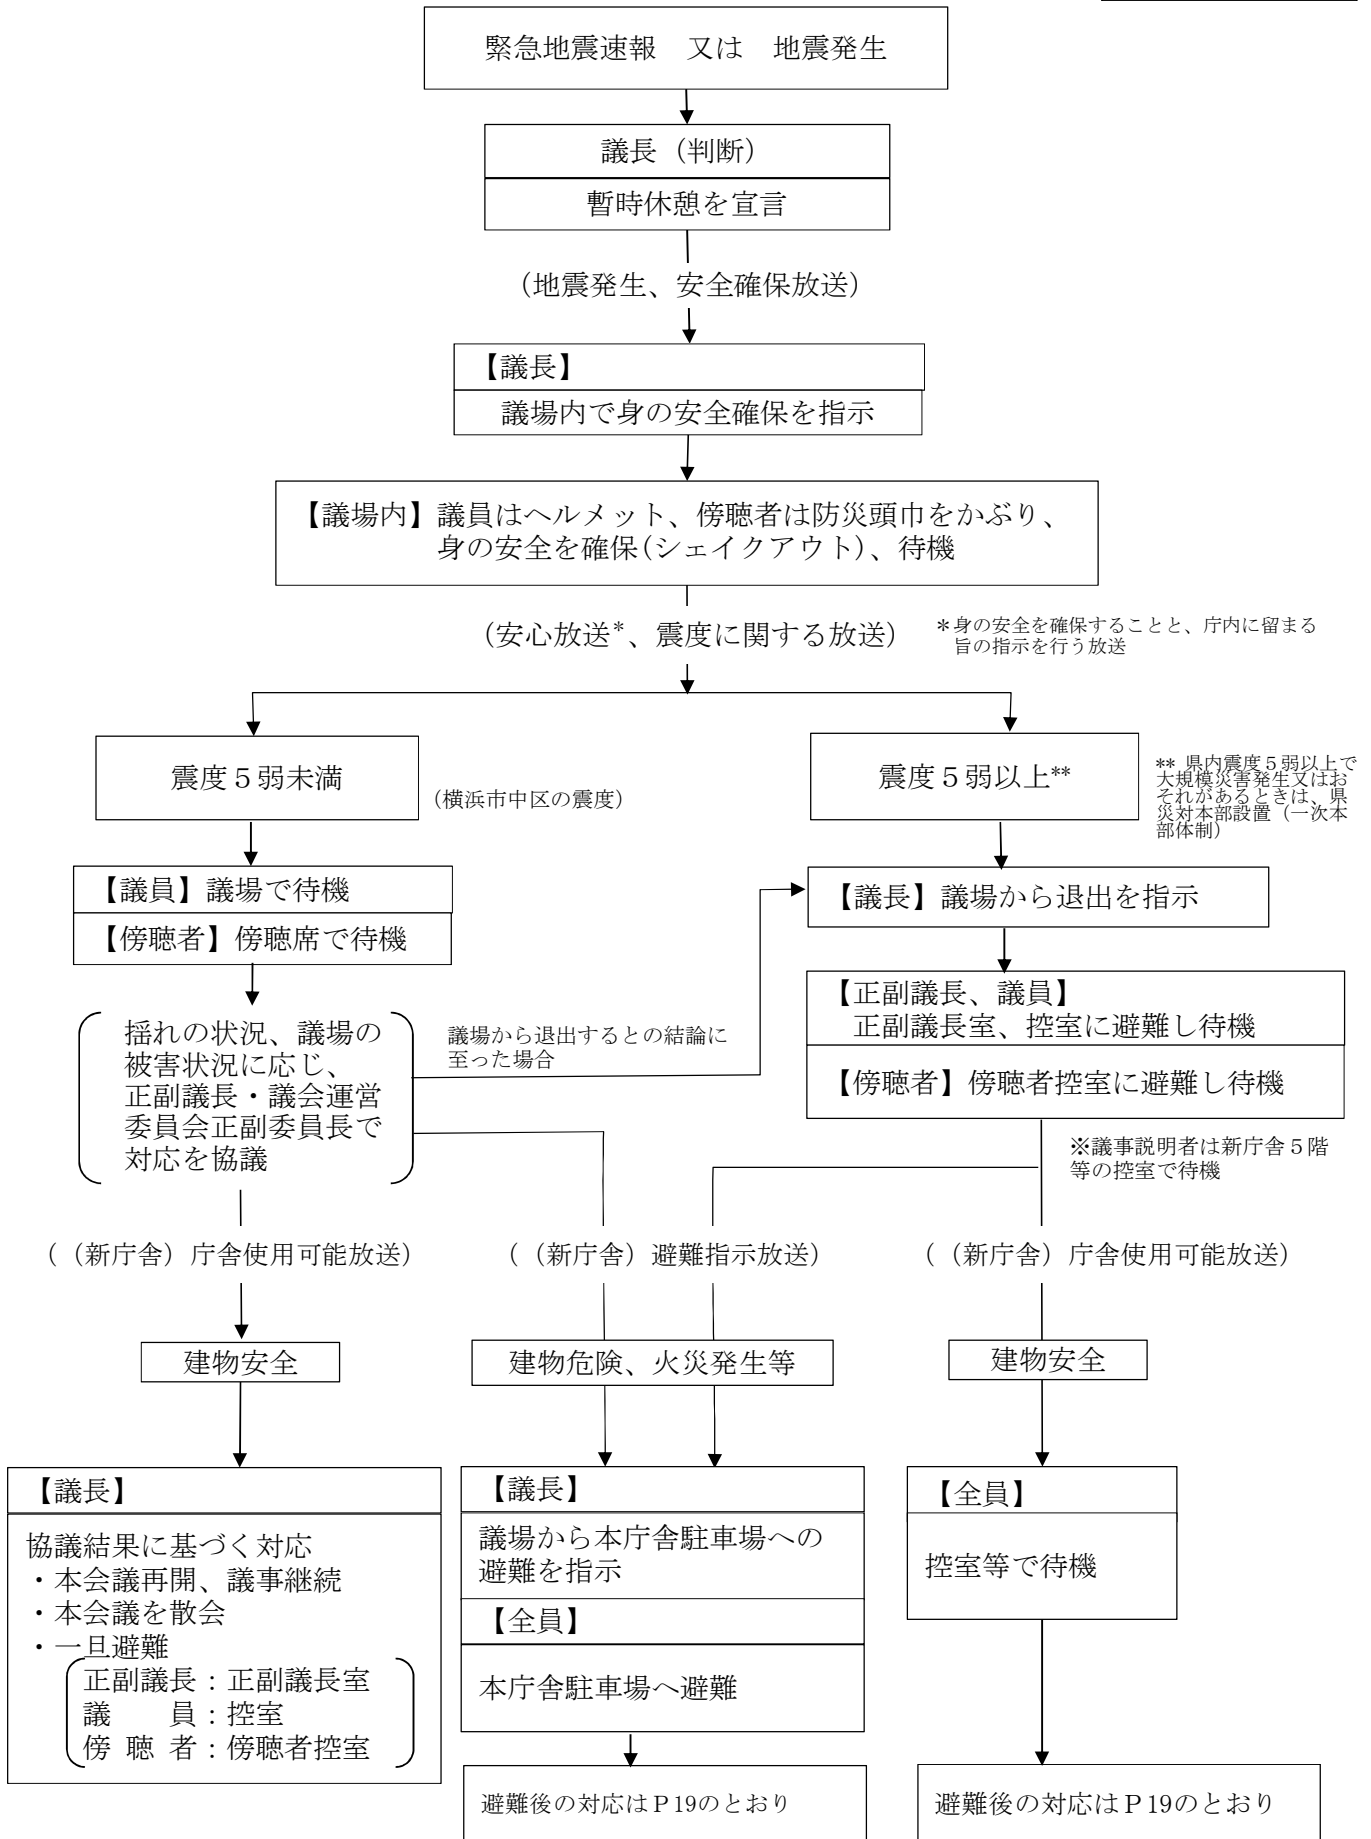 緊急地震速報　又は　地震発生
議長（判断）
暫時休憩を宣言
（地震発生、安全確保放送）
【議長】
議場内で身の安全確保を指示
【議場内】議員はヘルメット、傍聴者は防災頭巾をかぶり、
身の安全を確保(シェイクアウト)、待機
（安心放送*、震度に関する放送）
＊身の安全を確保することと、庁内に留まる
旨の指示を行う放送
震度５弱未満
（横浜市中区の震度）
震度５弱以上**
** 県内震度５弱以上で
大規模災害発生又はお
それがあるときは、県
災対本部設置（一次本
部体制）
【議員】議場で待機
【傍聴者】傍聴席で待機
【議長】議場から退出を指示
揺れの状況、議場の
被害状況に応じ、
正副議長・議会運営
委員会正副委員長で
対応を協議
議場から退出するとの結論に
至った場合
【正副議長、議員】
正副議長室、控室に避難し待機
【傍聴者】傍聴者控室に避難し待機
※議事説明者は新庁舎５階
等の控室で待機
（（新庁舎）庁舎使用可能放送）
（（新庁舎）避難指示放送）
（（新庁舎）庁舎使用可能放送）
建物安全
建物危険、火災発生等
建物安全
【議長】
協議結果に基づく対応
・本会議再開、議事継続
・本会議を散会
・一旦避難
正副議長：正副議長室
議　　員：控室
傍 聴 者：傍聴者控室
【議長】
議場から本庁舎駐車場への
避難を指示
【全員】
本庁舎駐車場へ避難
【全員】
控室等で待機
避難後の対応はＰ19のとおり
避難後の対応はＰ19のとおり